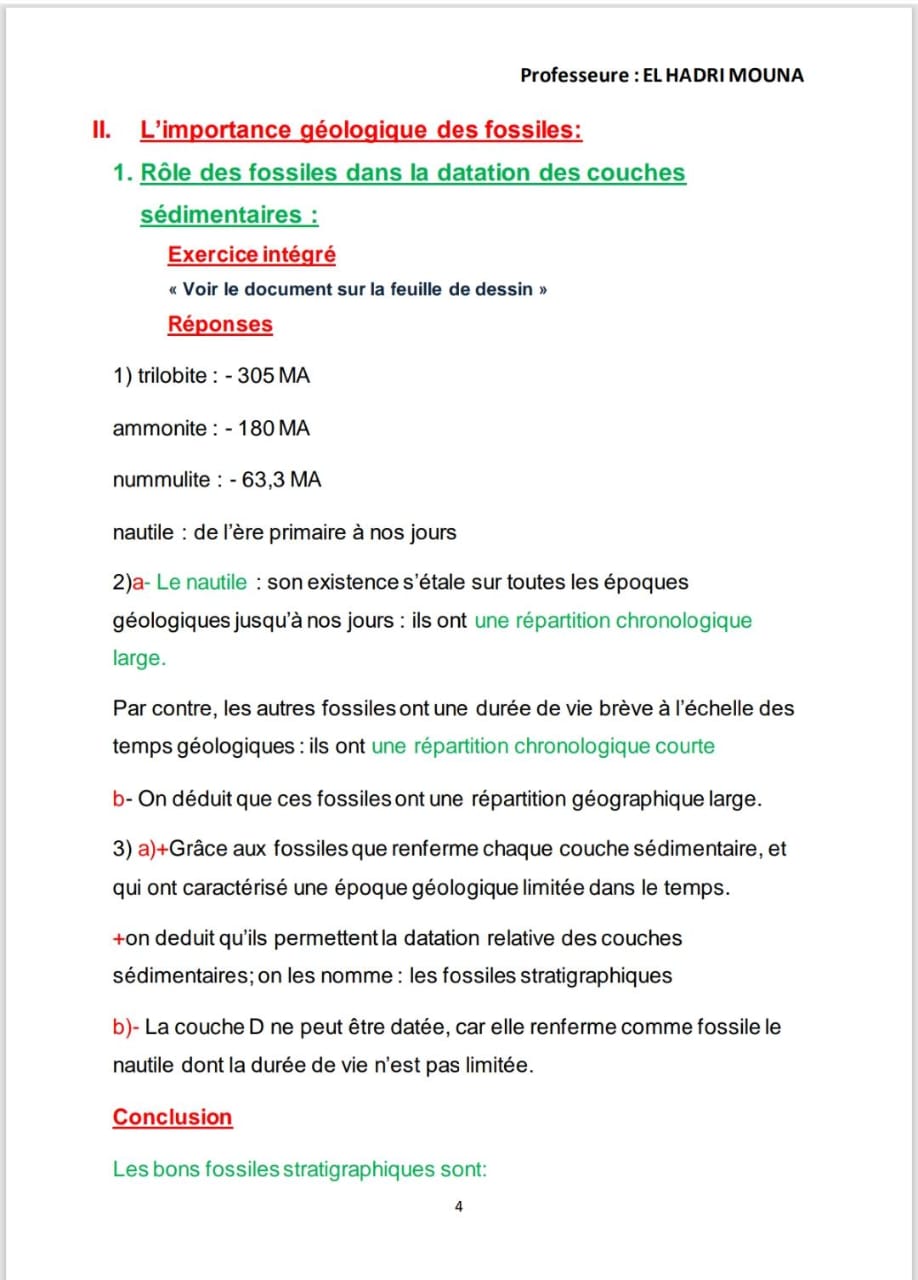 Professeure : EL HADRI MOUNA
II. L'importance géologique des fossiles:
1. Rôle des fossiles dans la datation des couches
sédimentaires :
Exercice intégré
« Voir le document sur la feuille de dessin »
Réponses
1) trilobite : - 305 MA
ammonite : - 180 MA
nummulite : - 63,3 MA
nautile : de l'ère primaire à nos jours
2)a- Le nautile : son existence s'étale sur toutes les époques
géologiques jusqu'à nos jours : ils ont une répartition chronologique
large.
Par contre, les autres fossiles ont une durée de vie brève à l'échelle des
temps géologiques : ils ont une répartition chronologique courte
b- On déduit que ces fossiles ont une répartition géographique large.
3) a)+Grâce aux fossiles que renferme chaque couche sédimentaire, et
qui ont caractérisé une époque géologique limitée dans le temps.
+on deduit qu'ils permettent la datation relative des couches
sédimentaires; on les nomme : les fossiles stratigraphiques
b)- La couche D ne peut être datée, car elle renferme comme fossile le
nautile dont la durée de vie n'est pas limitée.
Conclusion
Les bons fossiles stratigraphiques sont:
4